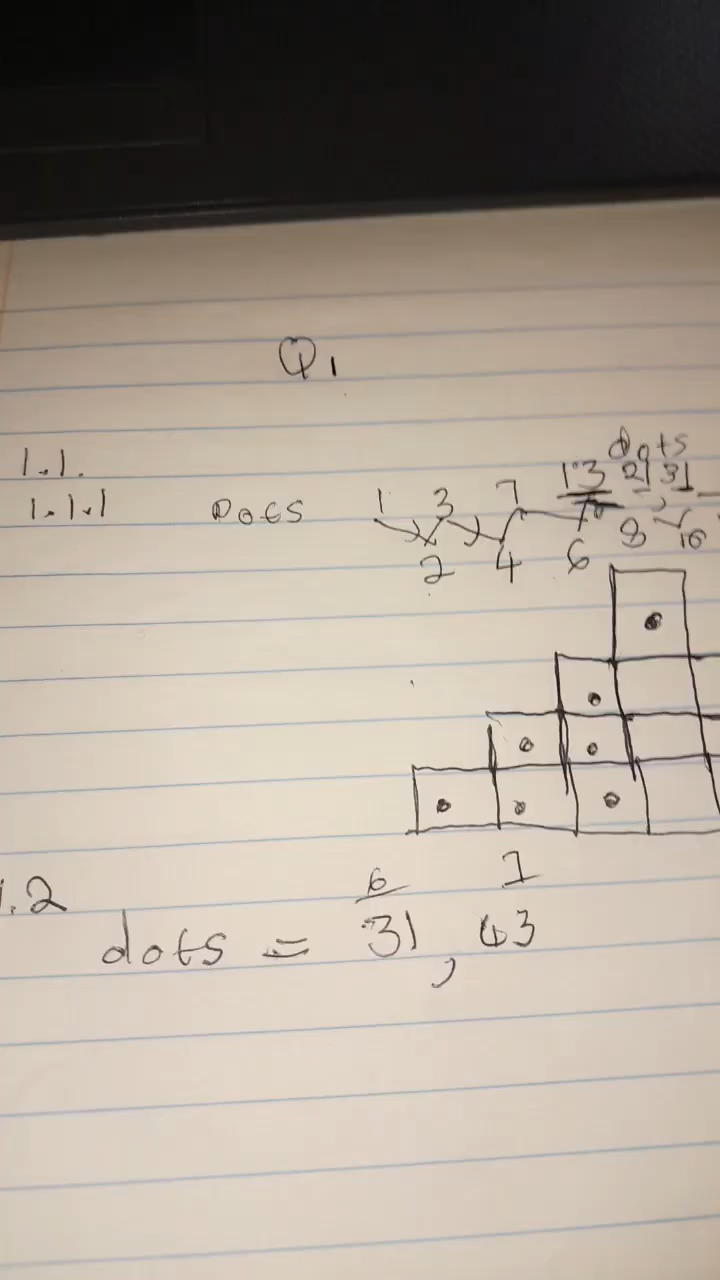 Q1
1.1.
dots
1.1.1 Dots 1 3 7 13 21 31
2 4 6 8 10
.2
6 7
dots = 31, 43